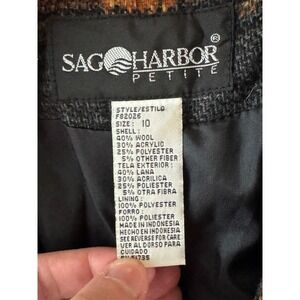 SAG HARBOR
PETITE
STYLE/ESTILO
F82026
SIZE: 10
SHELL:
40% WOOL
30% ACRYLIC
25% POLYESTER
5% OTHER FIBER
TELA EXTERIOR:
40% LANA
30% ACRILICA
25% POLIESTER
5% OTRA FIBRA
LINING:
100% POLYESTER
FORRO:
100% POLIESTER
MADE IN INDONESIA
HECHO EN INDONESIA
SEE REVERSE FOR CARE
VER AL DORSO PARA
CUIDADO